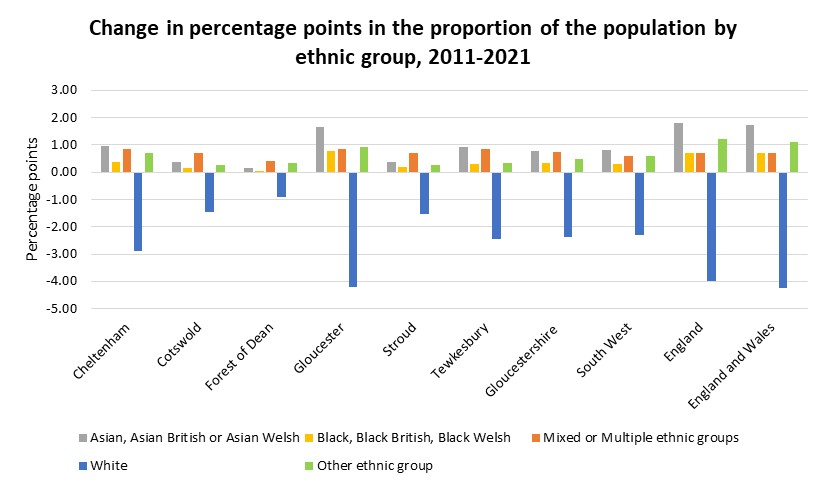 Change in percentage points in the proportion of the population by
ethnic group, 2011-2021
3.00
2.00
1.00
0.00
-1.00
-2.00
-3.00
-4.00
-5.00
Percentage points
Cheltenham
Cotswold
Forest of Dean
Gloucester
Stroud
Tewkesbury
Gloucestershire
South West
England
England and Wales
Asian, Asian British or Asian Welsh
Black, Black British, Black Welsh
Mixed or Multiple ethnic groups
White
Other ethnic group